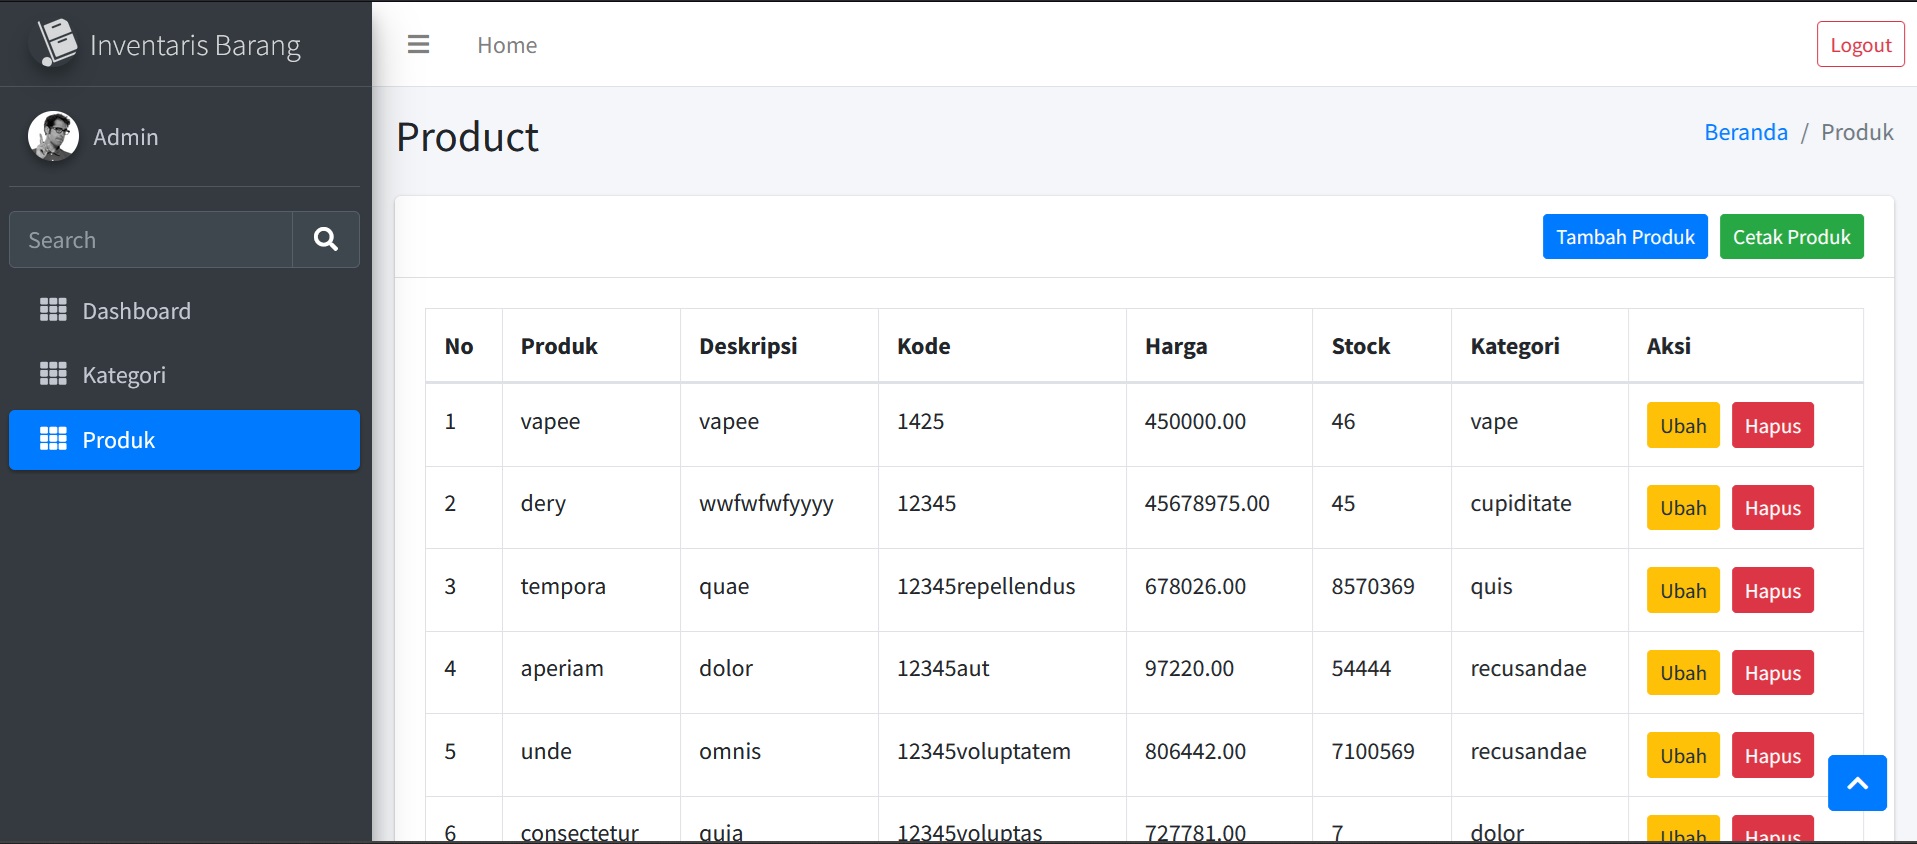 Inventaris Barang
Home
Logout
Admin
Product
Beranda / Produk
Search
Tambah Produk
Cetak Produk
Dashboard
Kategori
Produk
No Produk Deskripsi Kode Harga Stock Kategori Aksi
1 vapee vapee 1425 450000.00 46 vape Ubah Hapus
2 dery wwfwfwfyyyy 12345 45678975.00 45 cupiditate Ubah Hapus
3 tempora quae 12345repellendus 678026.00 8570369 quis Ubah Hapus
4 aperiam dolor 12345aut 97220.00 54444 recusandae Ubah Hapus
5 unde omnis 12345voluptatem 806442.00 7100569 recusandae Ubah Hapus
6 consectetur quia 12345voluptas 727781.00 7 dolor Ubah Hapus